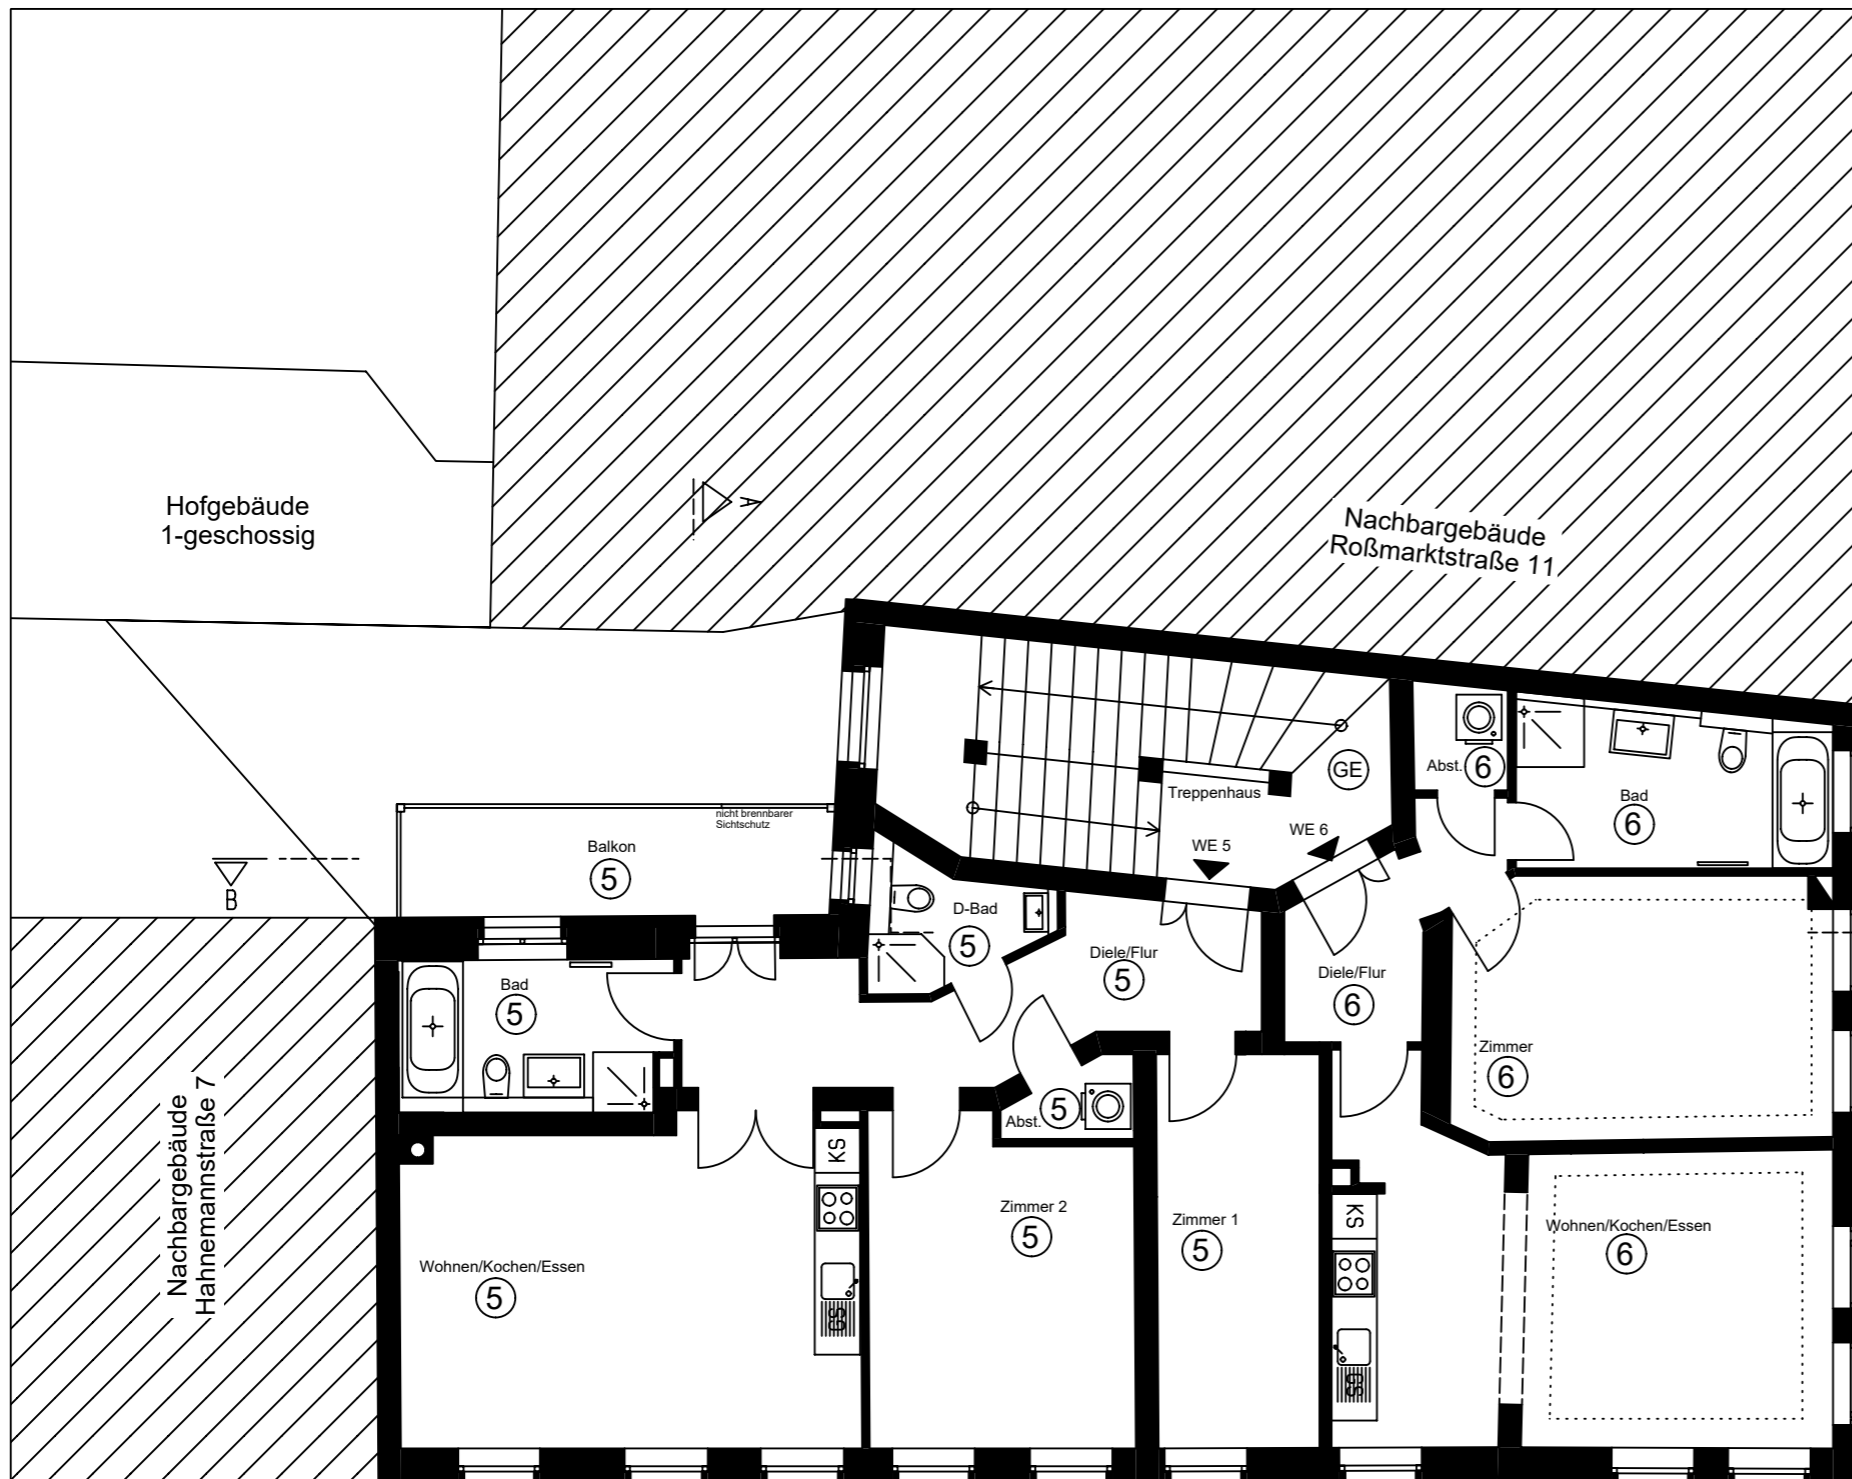 Hofgebäude
1-geschossig
A
Nachbargebäude
Roßmarktstraße 11
GE
Treppenhaus
WE 5
WE 6
Abst. 6
Bad
6
nicht brennbarer
Sichtschutz
Balkon
5
B
D-Bad
5
Diele/Flur
5
Diele/Flur
6
Bad
5
Zimmer
6
Abst. 5
Nachbargebäude
Hahnemannstraße 7
KS
GS
Wohnen/Kochen/Essen
5
Zimmer 2
5
Zimmer 1
5
KS
GS
Wohnen/Kochen/Essen
6